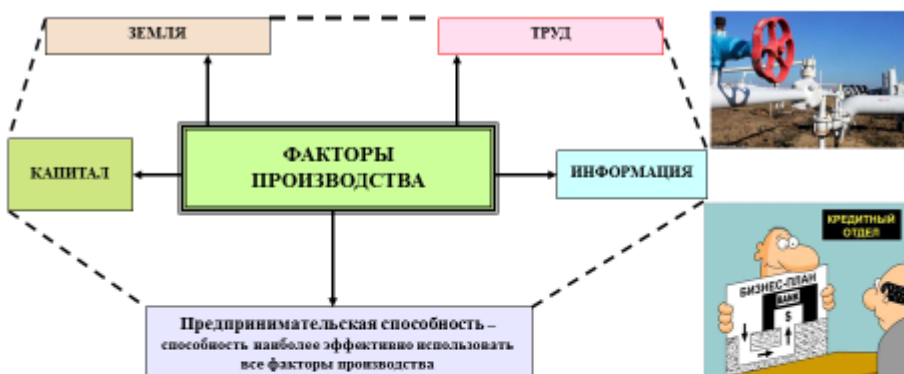 ЗЕМЛЯ
ТРУД
КАПИТАЛ
ФАКТОРЫ
ПРОИЗВОДСТВА
ИНФОРМАЦИЯ
Предпринимательская способность –
способность наиболее эффективно использовать
все факторы производства
КРЕДИТНЫЙ
ОТДЕЛ
БИЗНЕС-ПЛАН
BANK
$